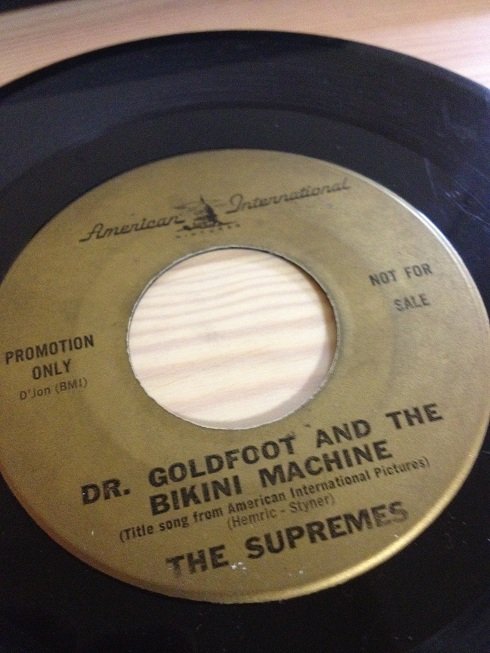 American International
PICTURES
NOT FOR
SALE
PROMOTION
ONLY
D'Jon (BMI)
DR. GOLDFOOT AND THE
BIKINI MACHINE
(Title song from American International Pictures)
(Hemric - Styner)
THE SUPREMES